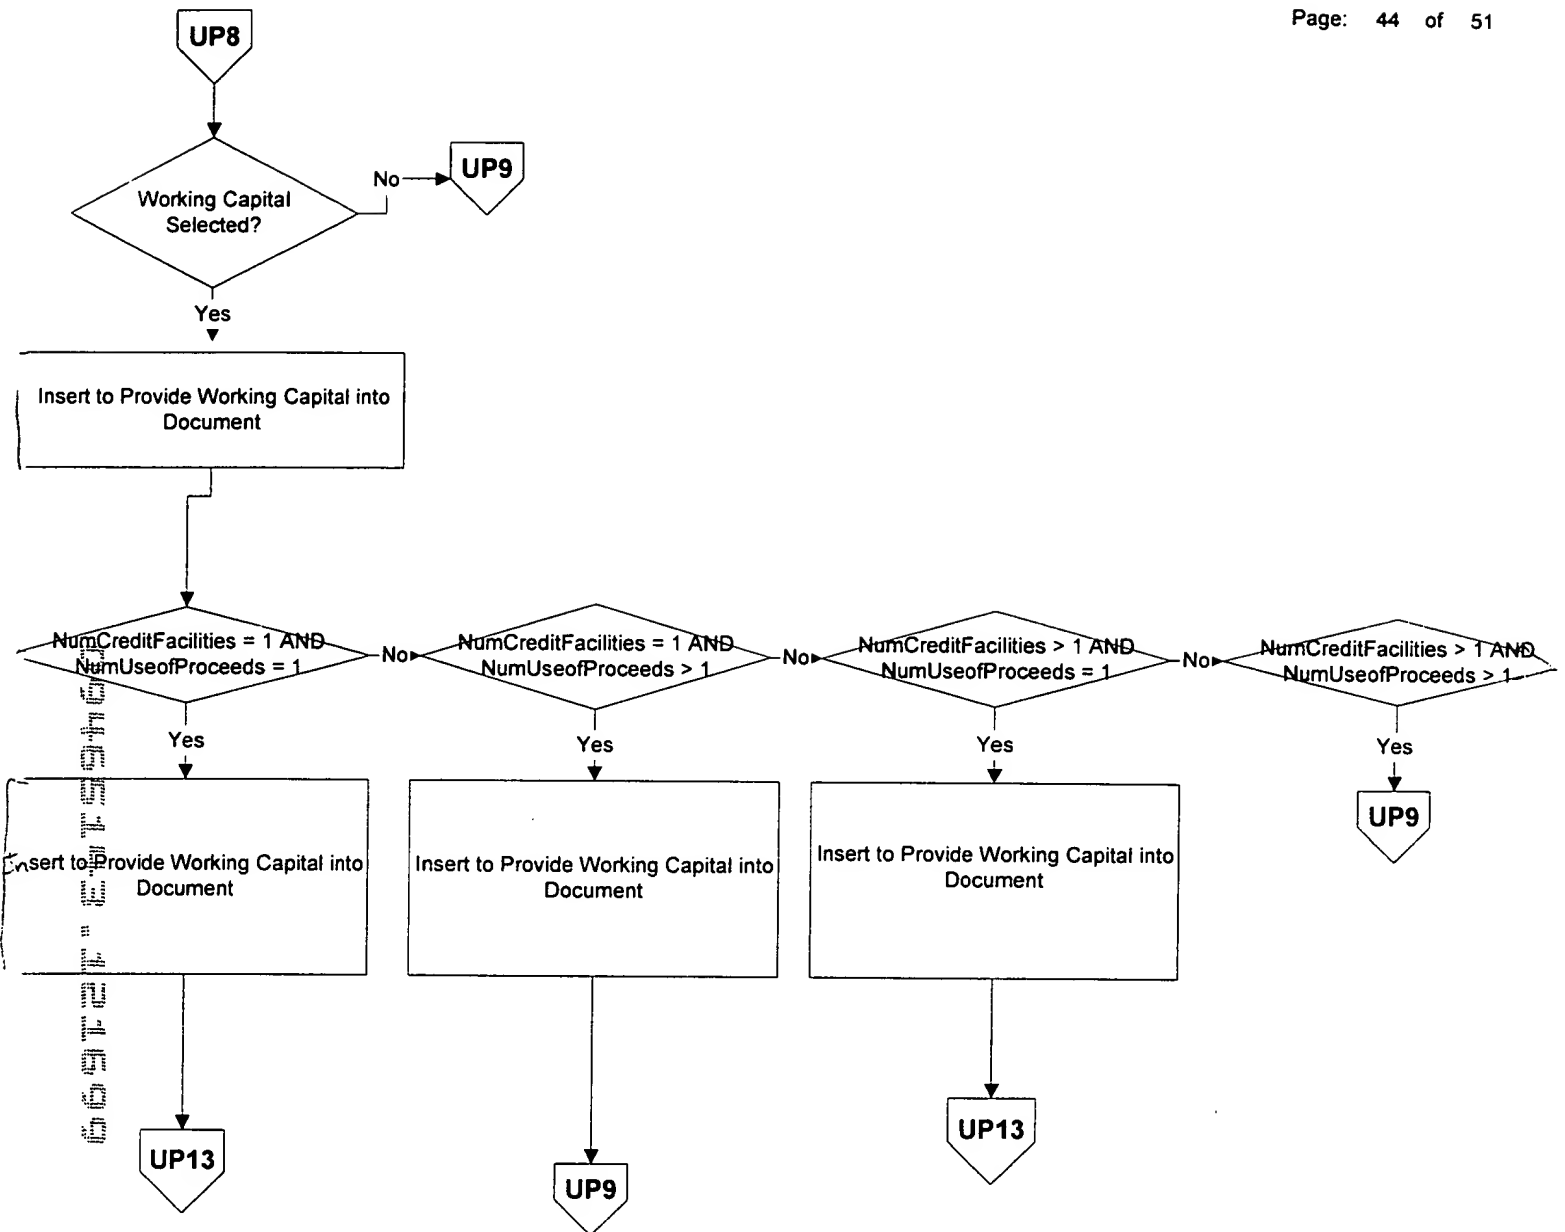 Page: 44 of 51
UP8
Working Capital
Selected?
No
UP9
Yes
Insert to Provide Working Capital into
Document
NumCreditFacilities = 1 AND
NumUseofProceeds = 1
No
NumCreditFacilities = 1 AND
NumUseofProceeds > 1
No
NumCreditFacilities > 1 AND
NumUseofProceeds = 1
No
NumCreditFacilities > 1 AND
NumUseofProceeds > 1
Yes
Yes
Yes
Yes
Insert to Provide Working Capital into
Document
Insert to Provide Working Capital into
Document
Insert to Provide Working Capital into
Document
UP9
UP13
UP9
UP13